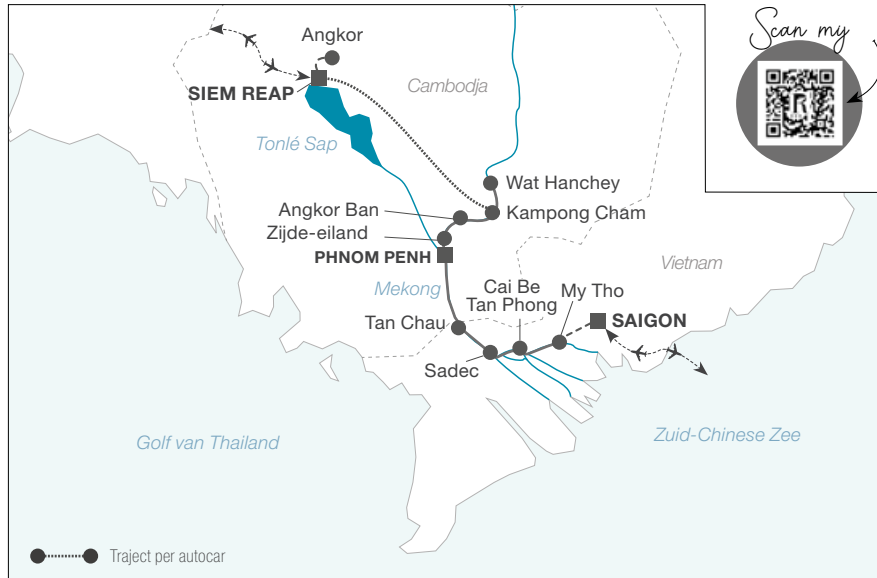 Scan my
Angkor
SIEM REAP
Cambodja
Tonlé Sap
Wat Hanchey
Angkor Ban
Kampong Cham
Zijde-eiland
PHNOM PENH
Vietnam
Mekong
Cai Be
Tan Phong
My Tho
Tan Chau
SAIGON
Sadec
Golf van Thailand
Zuid-Chinese Zee
Traject per autocar